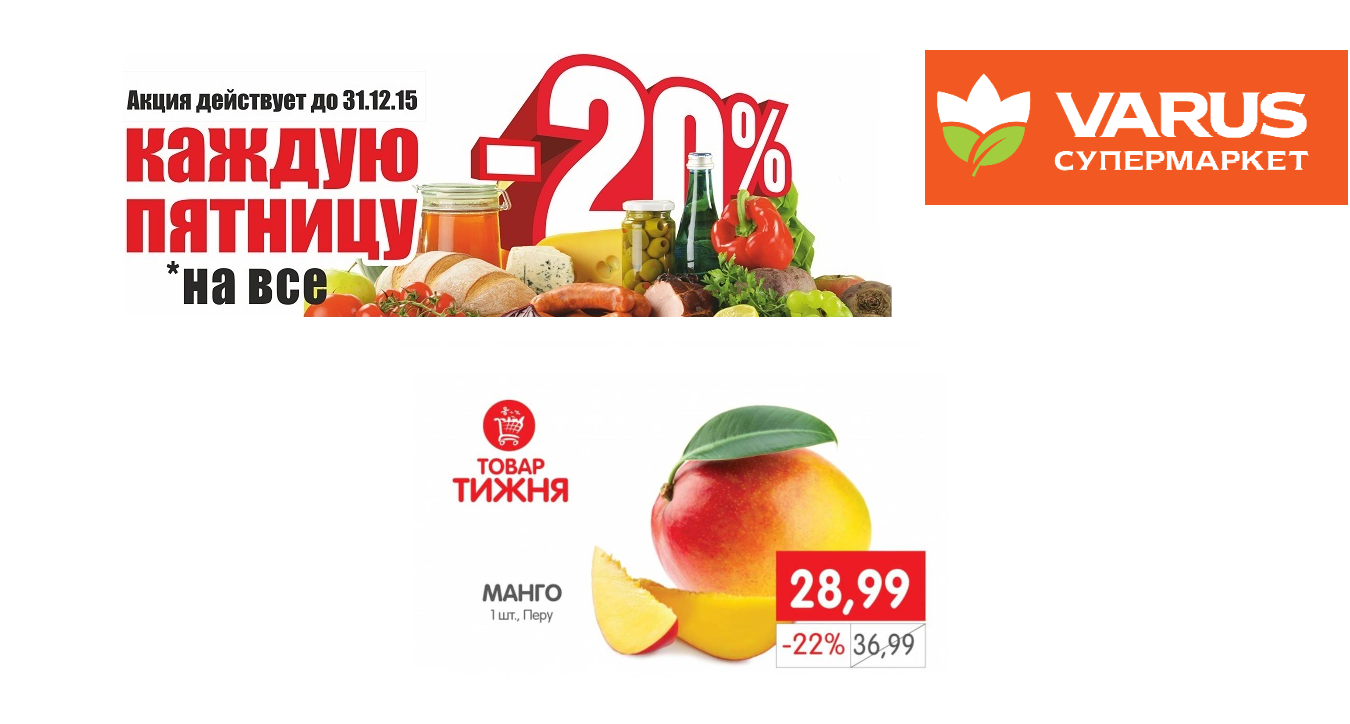 Акция действует до 31.12.15
каждую
пятницу
*на все
-20%
VARUS
СУПЕРМАРКЕТ
ТОВАР
ТИЖНЯ
МАНГО
1 шт., Перу
28,99
-22% 36,99